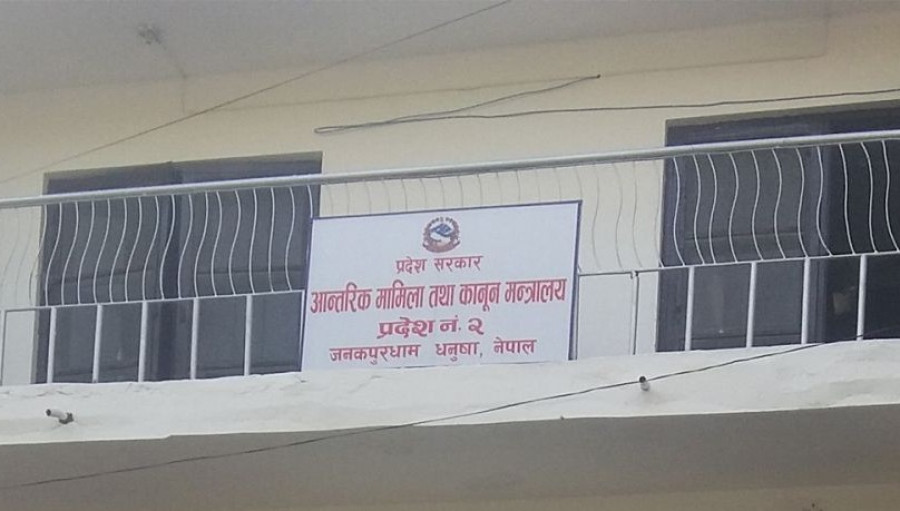 प्रदेश सरकार
आन्तरिक मामिला तथा कानून मन्त्रालय
प्रदेश नं. २
जनकपुरधाम धनुषा, नेपाल